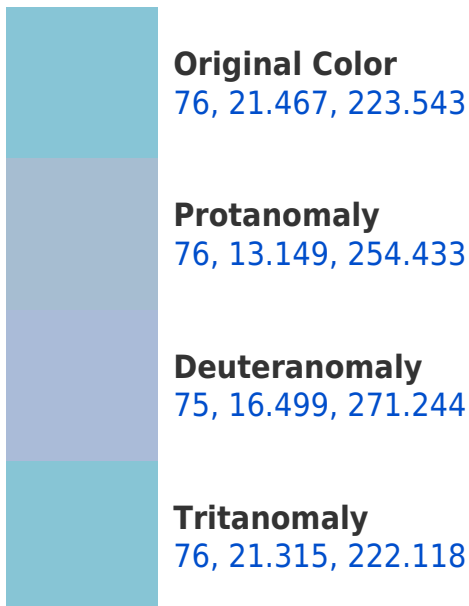 Original Color
76, 21.467, 223.543
Protanomaly
76, 13.149, 254.433
Deuteranomaly
75, 16.499, 271.244
Tritanomaly
76, 21.315, 222.118